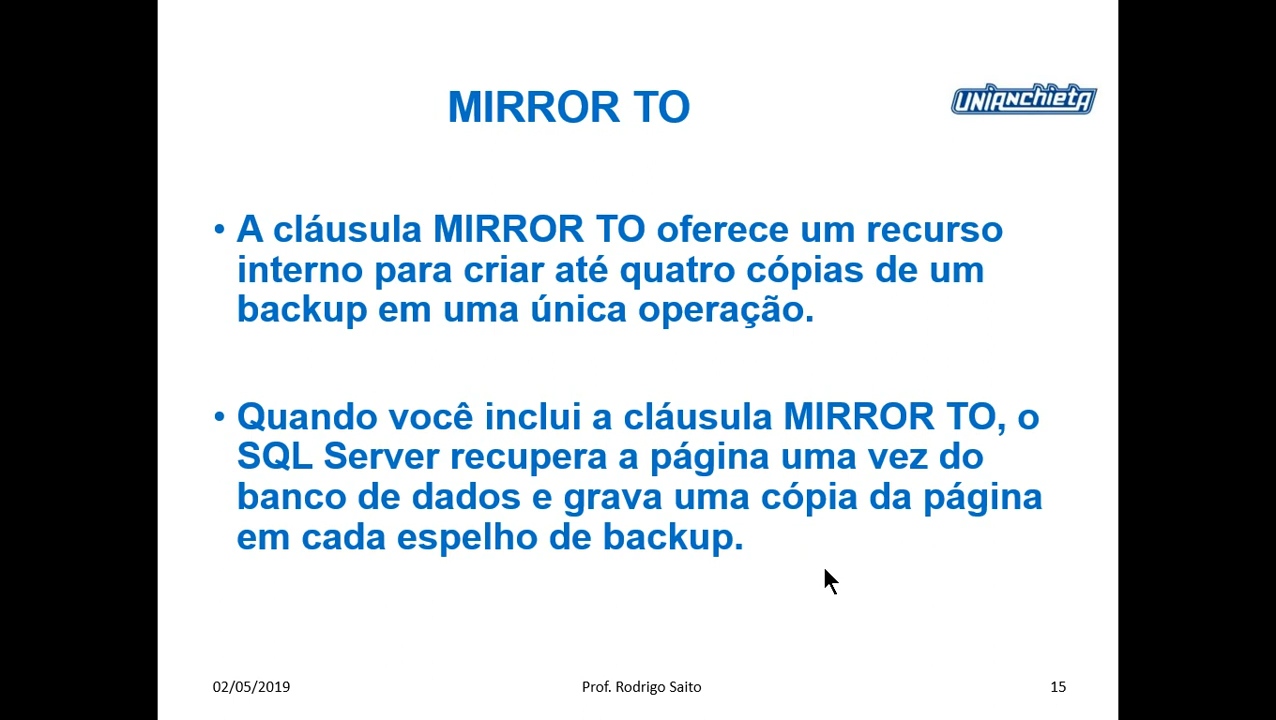 MIRROR TO
UNIANCHIETA
• A cláusula MIRROR TO oferece um recurso
interno para criar até quatro cópias de um
backup em uma única operação.
• Quando você inclui a cláusula MIRROR TO, o
SQL Server recupera a página uma vez do
banco de dados e grava uma cópia da página
em cada espelho de backup.
02/05/2019
Prof. Rodrigo Saito
15